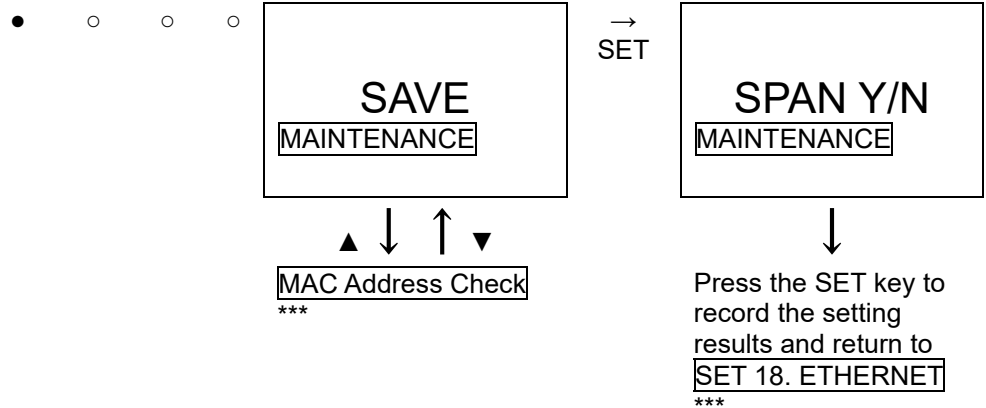 ● ○ ○ ○
SAVE
MAINTENANCE
→
SET
SPAN Y/N
MAINTENANCE
▲ ↓ ↑ ▼
MAC Address Check
***
↓
Press the SET key to
record the setting
results and return to
SET 18. ETHERNET
***